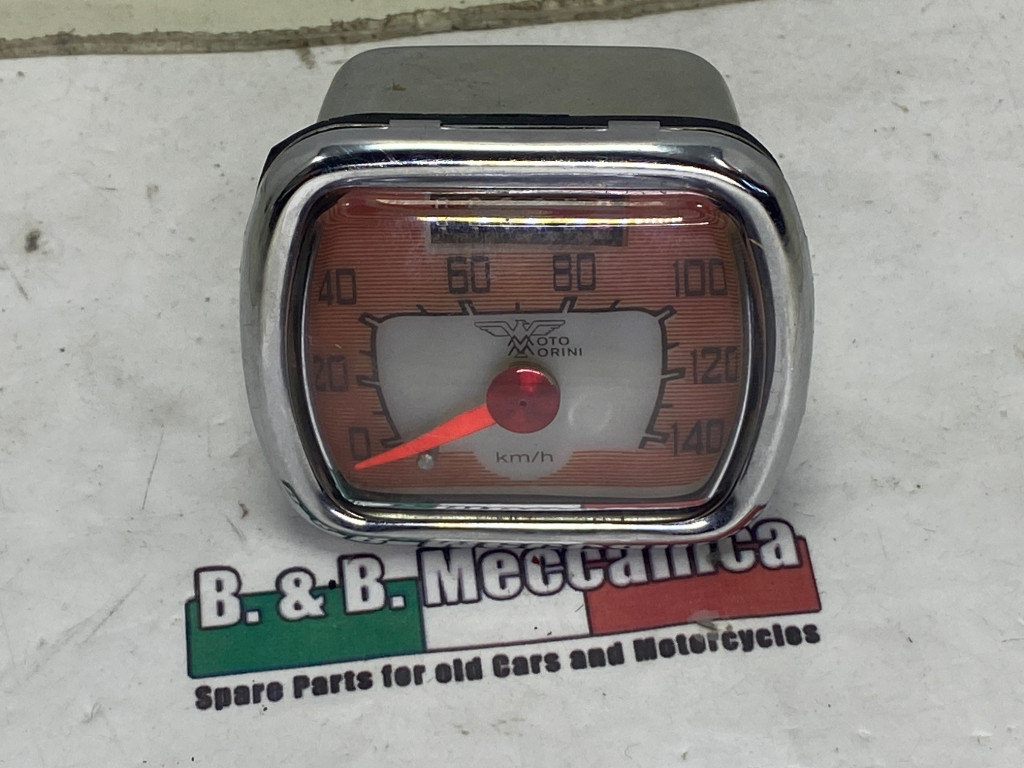 60 80
40 100
MOTO
MORINI
20 120
0 140
km/h
B. & B. Meccanica
Spare Parts for old Cars and Motorcycles